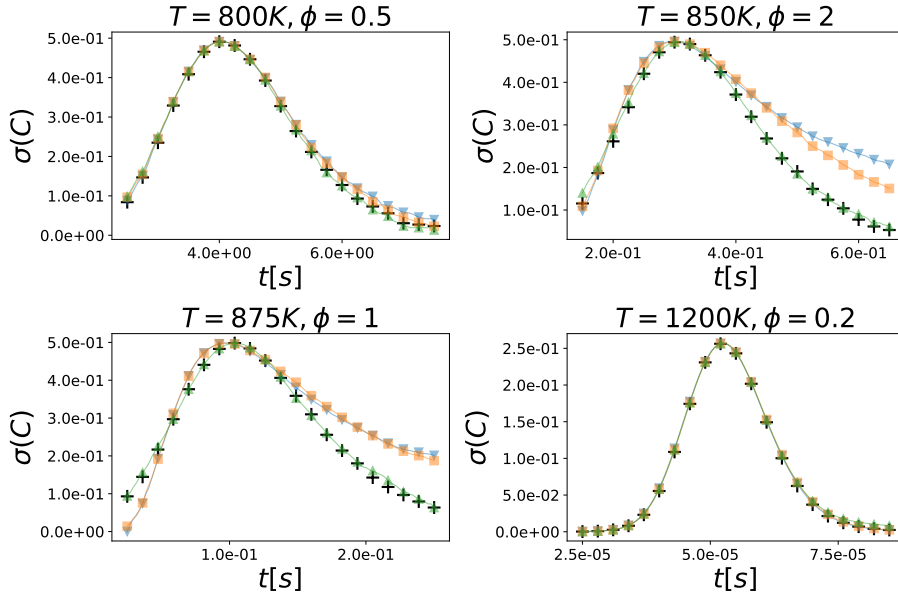 T = 800K, ϕ = 0.5
5.0e−01
4.0e−01
3.0e−01
2.0e−01
1.0e−01
0.0e+00
σ(C)
4.0e+00 6.0e+00
t[s]
T = 850K, ϕ = 2
5.0e−01
4.0e−01
3.0e−01
2.0e−01
1.0e−01
σ(C)
2.0e−01 4.0e−01 6.0e−01
t[s]
T = 875K, ϕ = 1
5.0e−01
4.0e−01
3.0e−01
2.0e−01
1.0e−01
0.0e+00
σ(C)
1.0e−01 2.0e−01
t[s]
T = 1200K, ϕ = 0.2
2.5e−01
2.0e−01
1.5e−01
1.0e−01
5.0e−02
0.0e+00
σ(C)
2.5e−05 5.0e−05 7.5e−05
t[s]